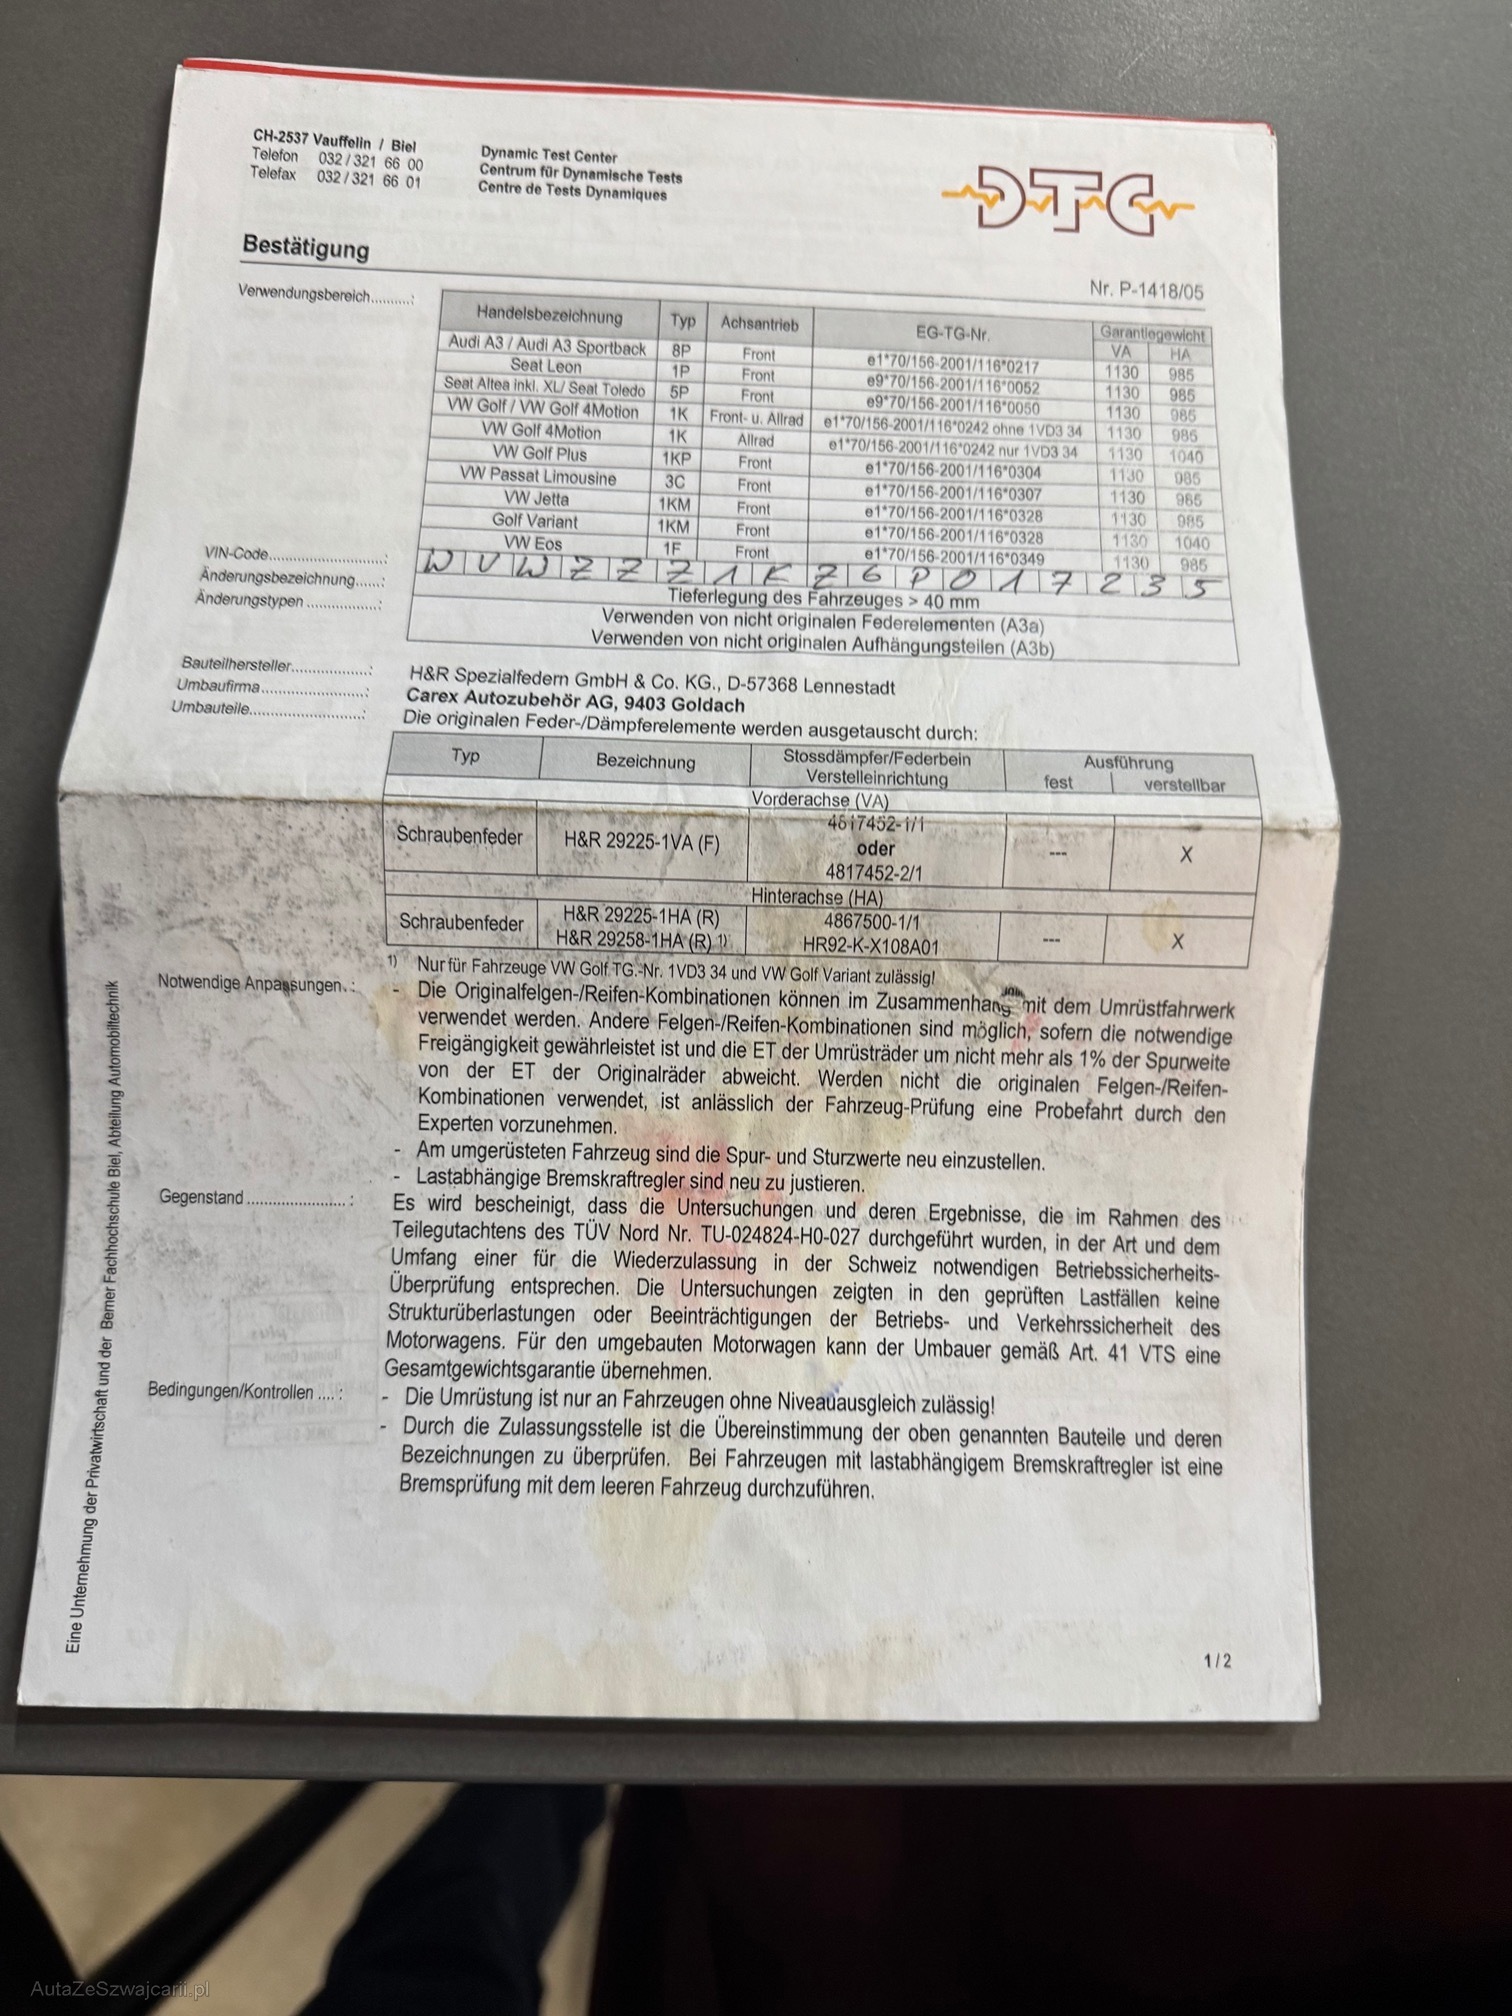 CH-2537 Vauffelin / Biel
Telefon 032 / 321 66 00
Telefax 032 / 321 66 01
Dynamic Test Center
Centrum für Dynamische Tests
Centre de Tests Dynamiques
DTC
Bestätigung
Nr. P-1418/05
Verwendungsbereich..........:
Handelsbezeichnung Typ Achsantrieb EG-TG-Nr. Garantiegewicht
VA HA
Audi A3 / Audi A3 Sportback 8P Front e1*70/156-2001/116*0217 1130 985
Seat Leon 1P Front e9*70/156-2001/116*0052 1130 985
Seat Altea inkl. XL/ Seat Toledo 5P Front e9*70/156-2001/116*0050 1130 985
VW Golf / VW Golf 4Motion 1K Front- u. Allrad e1*70/156-2001/116*0242 ohne 1VD3 34 1130 985
VW Golf 4Motion 1K Allrad e1*70/156-2001/116*0242 nur 1VD3 34 1130 1040
VW Golf Plus 1KP Front e1*70/156-2001/116*0304 1130 985
VW Passat Limousine 3C Front e1*70/156-2001/116*0307 1130 985
VW Jetta 1KM Front e1*70/156-2001/116*0328 1130 985
Golf Variant 1KM Front e1*70/156-2001/116*0328 1130 1040
VW Eos 1F Front e1*70/156-2001/116*0349 1130 985
VIN-Code............................: WVWZZZ1KZ6P017235
Änderungsbezeichnung......: Tieferlegung des Fahrzeuges > 40 mm
Änderungstypen ..................: Verwenden von nicht originalen Federelementen (A3a)
Verwenden von nicht originalen Aufhängungsteilen (A3b)
Bauteilhersteller...................: H&R Spezialfedern GmbH & Co. KG., D-57368 Lennestadt
Umbaufirma.........................: Carex Autozubehör AG, 9403 Goldach
Umbauteile...........................: Die originalen Feder-/Dämpferelemente werden ausgetauscht durch:
Typ Bezeichnung Stossdämpfer/Federbein Verstelleinrichtung Ausführung
fest verstellbar
Vorderachse (VA)
Schraubenfeder H&R 29225-1VA (F) 4817452-1/1 oder 4817452-2/1 --- X
Hinterachse (HA)
Schraubenfeder H&R 29225-1HA (R) 4867500-1/1 --- X
H&R 29258-1HA (R) 1) HR92-K-X108A01
1) Nur für Fahrzeuge VW Golf TG.-Nr. 1VD3 34 und VW Golf Variant zulässig!
Notwendige Anpassungen. : - Die Originalfelgen-/Reifen-Kombinationen können im Zusammenhang mit dem Umrüstfahrwerk
verwendet werden. Andere Felgen-/Reifen-Kombinationen sind möglich, sofern die notwendige
Freigängigkeit gewährleistet ist und die ET der Umrüsträder um nicht mehr als 1% der Spurweite
von der ET der Originalräder abweicht. Werden nicht die originalen Felgen-/Reifen-
Kombinationen verwendet, ist anlässlich der Fahrzeug-Prüfung eine Probefahrt durch den
Experten vorzunehmen.
- Am umgerüsteten Fahrzeug sind die Spur- und Sturzwerte neu einzustellen.
- Lastabhängige Bremskraftregler sind neu zu justieren.
Gegenstand ......................: Es wird bescheinigt, dass die Untersuchungen und deren Ergebnisse, die im Rahmen des
Teilegutachtens des TÜV Nord Nr. TU-024824-H0-027 durchgeführt wurden, in der Art und dem
Umfang einer für die Wiederzulassung in der Schweiz notwendigen Betriebssicherheits-
Überprüfung entsprechen. Die Untersuchungen zeigten in den geprüften Lastfällen keine
Strukturüberlastungen oder Beeinträchtigungen der Betriebs- und Verkehrssicherheit des
Motorwagens. Für den umgebauten Motorwagen kann der Umbauer gemäß Art. 41 VTS eine
Gesamtgewichtsgarantie übernehmen.
Bedingungen/Kontrollen ....: - Die Umrüstung ist nur an Fahrzeugen ohne Niveauausgleich zulässig!
- Durch die Zulassungsstelle ist die Übereinstimmung der oben genannten Bauteile und deren
Bezeichnungen zu überprüfen. Bei Fahrzeugen mit lastabhängigem Bremskraftregler ist eine
Bremsprüfung mit dem leeren Fahrzeug durchzuführen.
Eine Unternehmung der Privatwirtschaft und der Berner Fachhochschule Biel, Abteilung Automobiltechnik
1 / 2
AutaZeSzwajcarii.pl